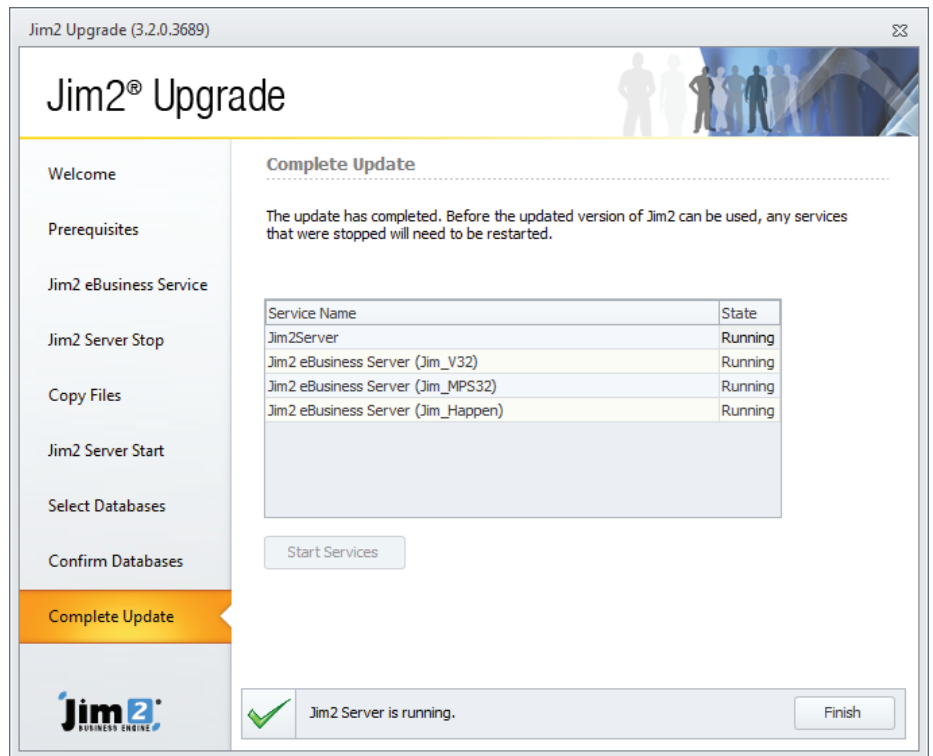 Jim2 Upgrade (3.2.0.3689)
Jim2® Upgrade
Welcome
Prerequisites
Jim2 eBusiness Service
Jim2 Server Stop
Copy Files
Jim2 Server Start
Select Databases
Confirm Databases
Complete Update
Jim2
BUSINESS ENGINE
Complete Update
The update has completed. Before the updated version of Jim2 can be used, any services
that were stopped will need to be restarted.
Service Name State
Jim2Server Running
Jim2 eBusiness Server (Jim_V32) Running
Jim2 eBusiness Server (Jim_MPS32) Running
Jim2 eBusiness Server (Jim_Happen) Running
Start Services
Jim2 Server is running.
Finish